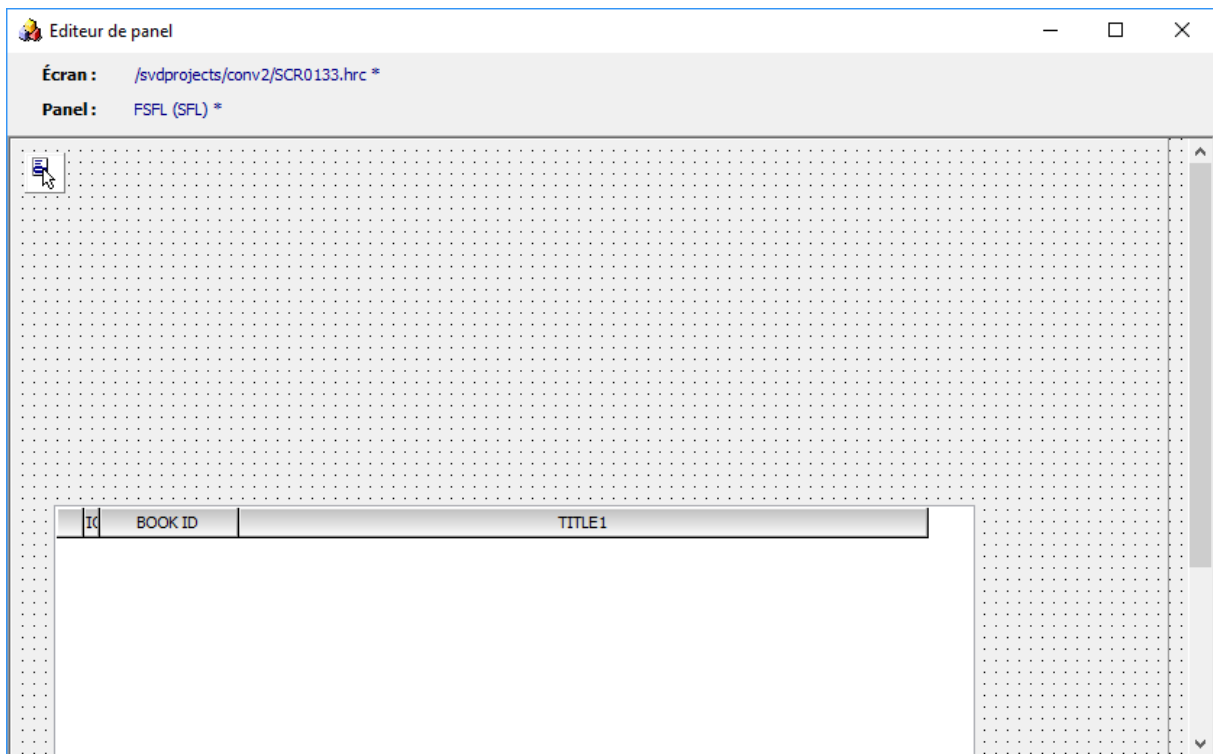 Editeur de panel
Écran : /svdprojects/conv2/SCR0133.hrc *
Panel : FSFL (SFL) *
BOOK ID TITLE1